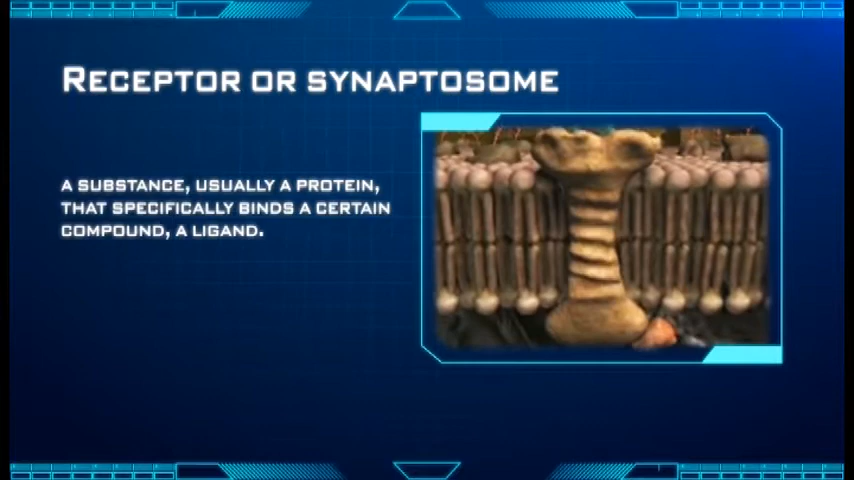 RECEPTOR OR SYNAPTOSOME
A SUBSTANCE, USUALLY A PROTEIN,
THAT SPECIFICALLY BINDS A CERTAIN
COMPOUND, A LIGAND.